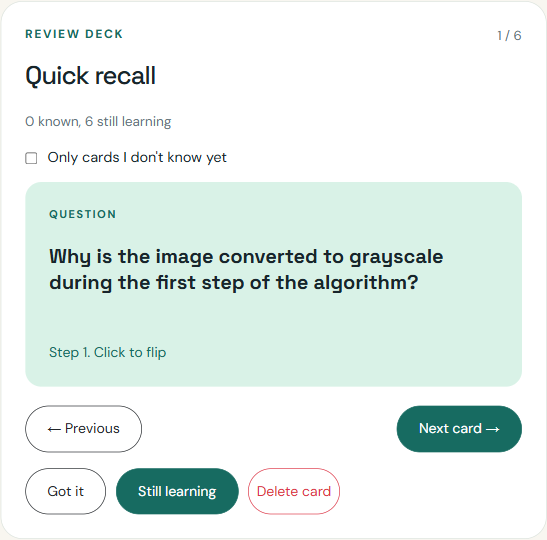 REVIEW DECK
1 / 6
Quick recall
0 known, 6 still learning
Only cards I don't know yet
QUESTION
Why is the image converted to grayscale
during the first step of the algorithm?
Step 1. Click to flip
← Previous
Next card →
Got it
Still learning
Delete card